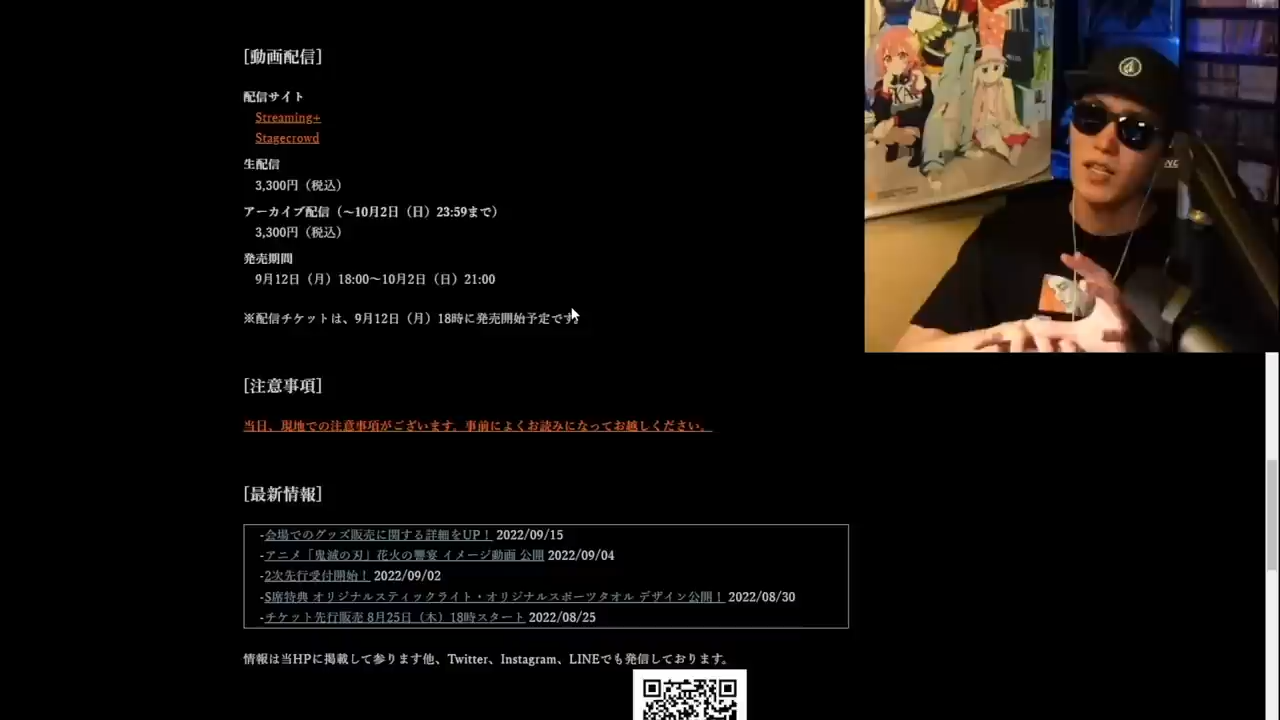 [動画配信]
配信サイト
Streaming+
Stagecrowd
生配信
3,300円（税込）
アーカイブ配信（～10月2日（日）23:59まで）
3,300円（税込）
発売期間
9月12日（月）18:00～10月2日（日）21:00
※配信チケットは、9月12日（月）18時に発売開始予定です。
[注意事項]
当日、現地での注意事項がございます。事前によくお読みになってお越しください。
[最新情報]
-会場でのグッズ販売に関する詳細をUP！ 2022/09/15
-アニメ「鬼滅の刃」花火の饗宴 イメージ動画 公開 2022/09/04
-2次先行受付開始！ 2022/09/02
-S席特典 オリジナルスティックライト・オリジナルスポーツタオル デザイン公開！ 2022/08/30
-チケット先行販売 8月25日（木）18時スタート 2022/08/25
情報は当HPに掲載して参ります他、Twitter、Instagram、LINEでも発信しております。